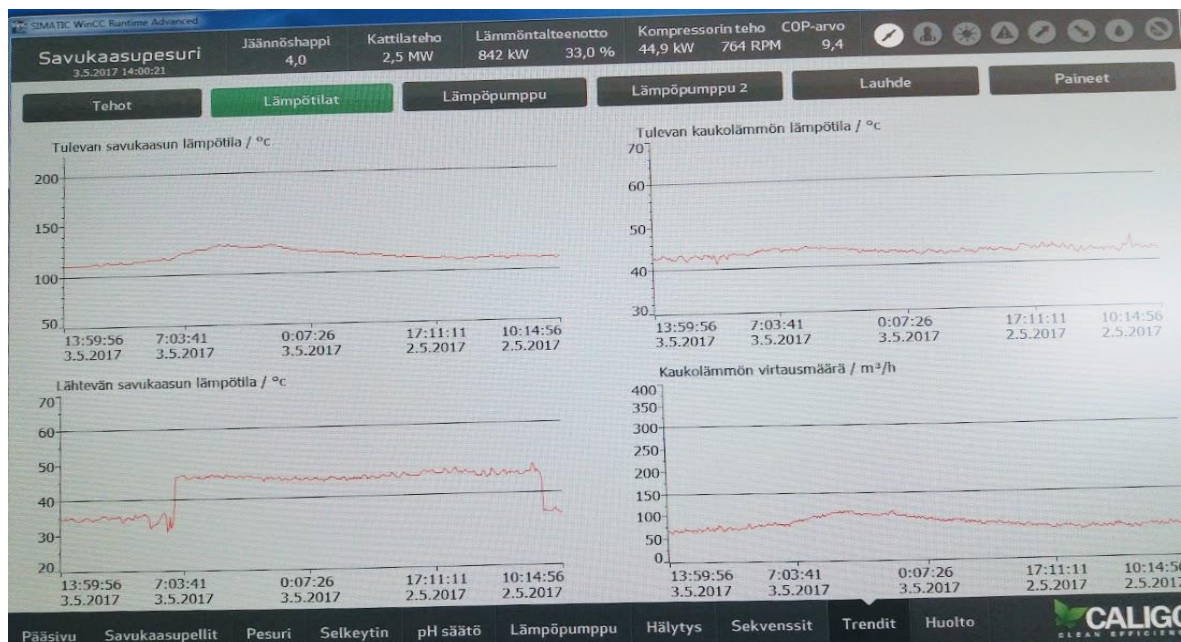 SIMATIC WinCC Runtime Advanced
Savukaasupesuri
3.5.2017 14:00:21
Jäännöshappi
4,0
Kattilateho
2,5 MW
Lämmöntalteenotto
842 kW 33,0 %
Kompressorin teho
44,9 kW 764 RPM
COP-arvo
9,4
Tehot Lämpötilat Lämpöpumppu Lämpöpumppu 2 Lauhde Paineet
Tulevan savukaasun lämpötila / °c
200
150
100
50
13:59:56 7:03:41 0:07:26 17:11:11 10:14:56
3.5.2017 3.5.2017 3.5.2017 2.5.2017 2.5.2017
Tulevan kaukolämmön lämpötila / °c
70
60
50
40
30
13:59:56 7:03:41 0:07:26 17:11:11 10:14:56
3.5.2017 3.5.2017 3.5.2017 2.5.2017 2.5.2017
Lähtevän savukaasun lämpötila / °c
70
60
50
40
30
20
13:59:56 7:03:41 0:07:26 17:11:11 10:14:56
3.5.2017 3.5.2017 3.5.2017 2.5.2017 2.5.2017
Kaukolämmön virtausmäärä / m³/h
400
350
300
250
200
150
100
50
0
13:59:56 7:03:41 0:07:26 17:11:11 10:14:56
3.5.2017 3.5.2017 3.5.2017 2.5.2017 2.5.2017
Pääsivu Savukaasupellit Pesuri Selkeytin pH säätö Lämpöpumppu Hälytys Sekvenssit Trendit Huolto
CALIGO
CLEAN EFFICIENC